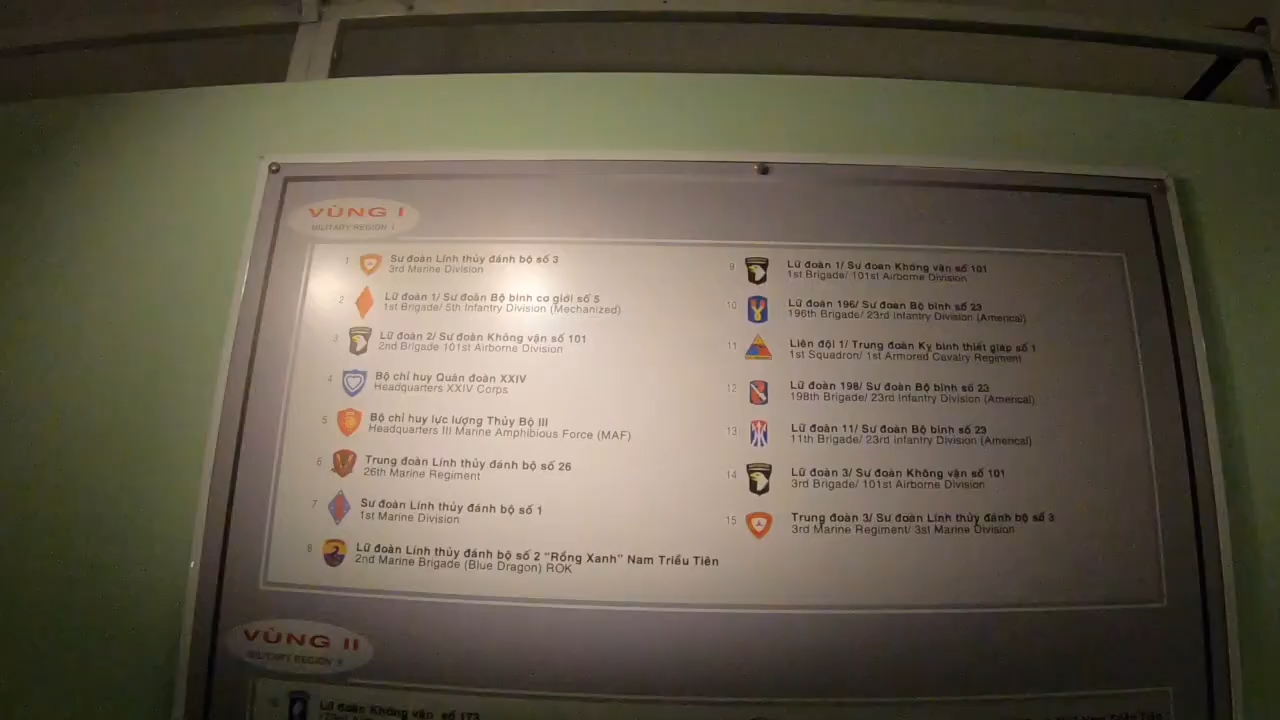 VÙNG I
MILITARY REGION I
1 Sư đoàn Lính thủy đánh bộ số 3
3rd Marine Division
2 Lữ đoàn 1/ Sư đoàn Bộ binh cơ giới số 5
1st Brigade/ 5th Infantry Division (Mechanized)
3 Lữ đoàn 2/ Sư đoàn Không vận số 101
2nd Brigade 101st Airborne Division
4 Bộ chỉ huy Quân đoàn XXIV
Headquarters XXIV Corps
5 Bộ chỉ huy lực lượng Thủy Bộ III
Headquarters III Marine Amphibious Force (MAF)
6 Trung đoàn Lính thủy đánh bộ số 26
26th Marine Regiment
7 Sư đoàn Lính thủy đánh bộ số 1
1st Marine Division
8 Lữ đoàn Lính thủy đánh bộ số 2 "Rồng Xanh" Nam Triều Tiên
2nd Marine Brigade (Blue Dragon) ROK
9 Lữ đoàn 1/ Sư đoàn Không vận số 101
1st Brigade/ 101st Airborne Division
10 Lữ đoàn 196/ Sư đoàn Bộ binh số 23
196th Brigade/ 23rd Infantry Division (Americal)
11 Liên đội 1/ Trung đoàn Kỵ binh thiết giáp số 1
1st Squadron/ 1st Armored Cavalry Regiment
12 Lữ đoàn 198/ Sư đoàn Bộ binh số 23
198th Brigade/ 23rd Infantry Division (Americal)
13 Lữ đoàn 11/ Sư đoàn Bộ binh số 23
11th Brigade/ 23rd Infantry Division (Americal)
14 Lữ đoàn 3/ Sư đoàn Không vận số 101
3rd Brigade/ 101st Airborne Division
15 Trung đoàn 3/ Sư đoàn Lính thủy đánh bộ số 3
3rd Marine Regiment/ 3st Marine Division
VÙNG II
MILITARY REGION II
Lữ đoàn Không vận số 173